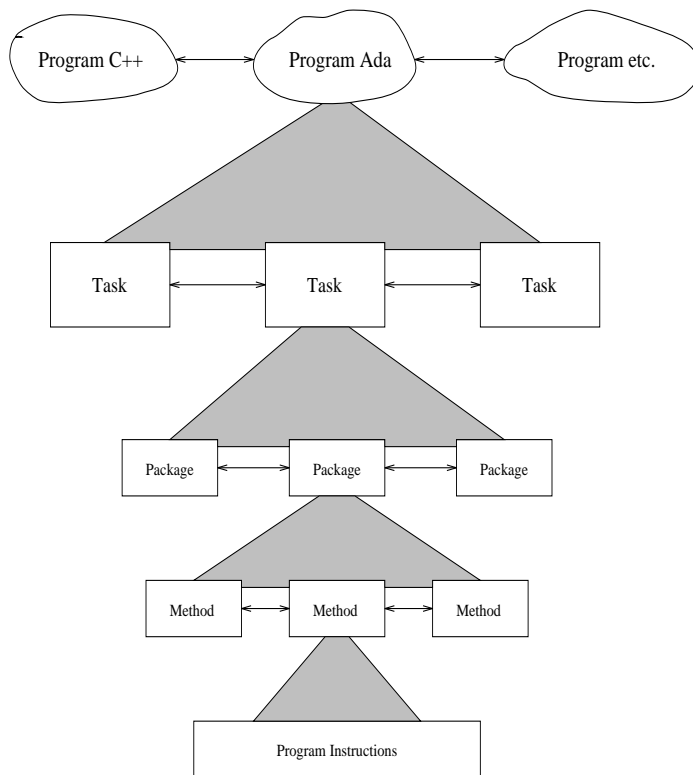 Program C++
Program Ada
Program etc.
Task
Task
Task
Package
Package
Package
Method
Method
Method
Program Instructions